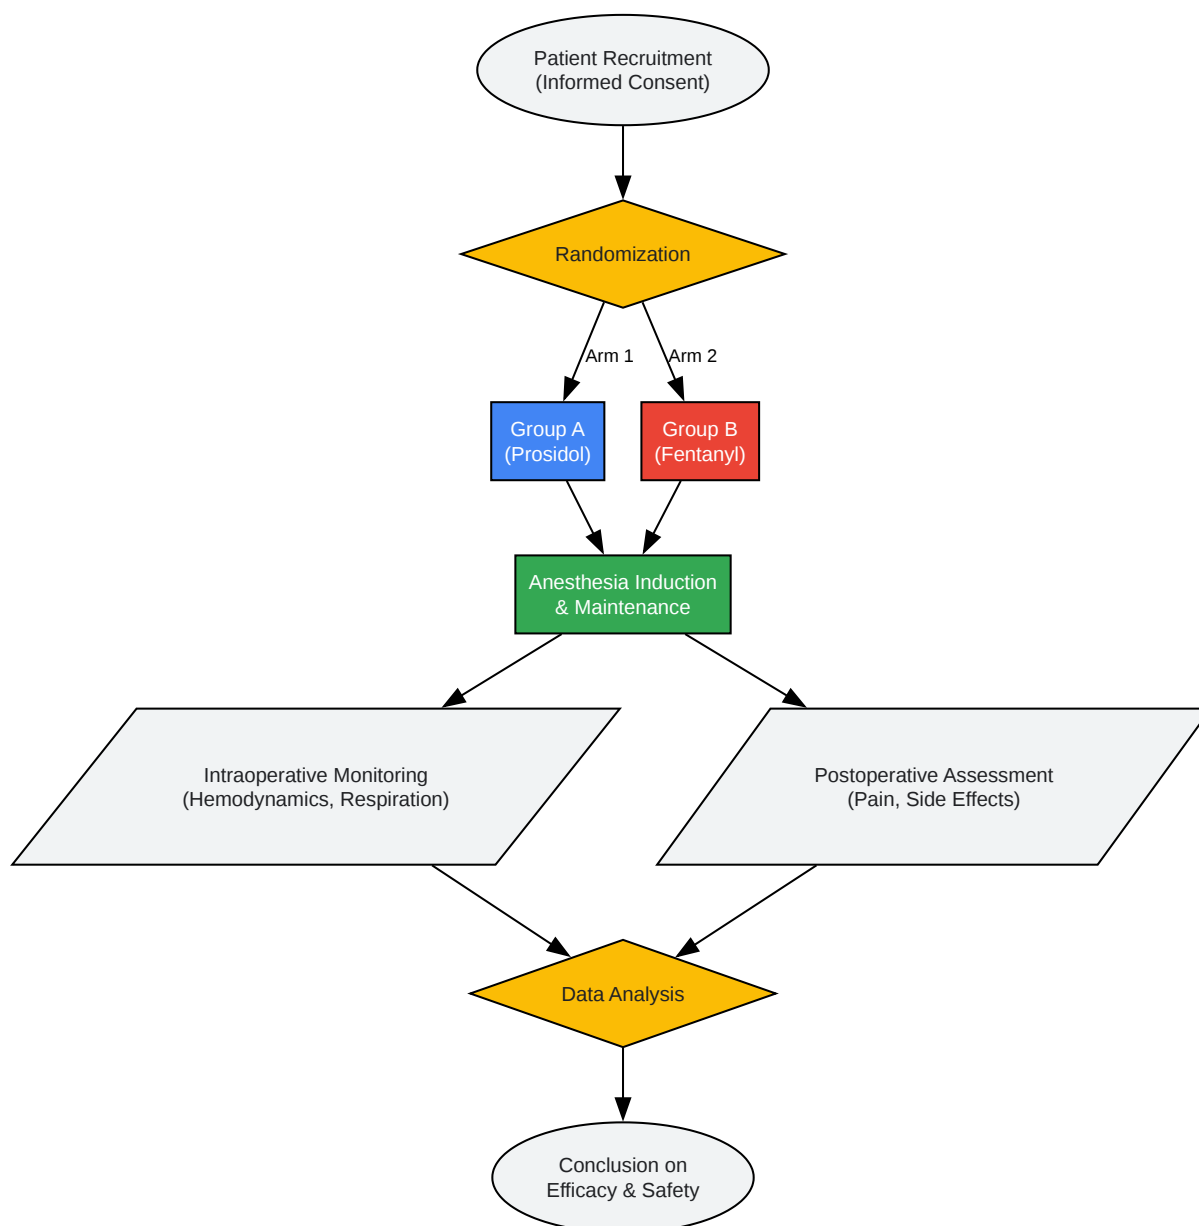 Patient Recruitment
(Informed Consent)
Randomization
Arm 1
Arm 2
Group A
(Prosidol)
Group B
(Fentanyl)
Anesthesia Induction
& Maintenance
Intraoperative Monitoring
(Hemodynamics, Respiration)
Postoperative Assessment
(Pain, Side Effects)
Data Analysis
Conclusion on
Efficacy & Safety